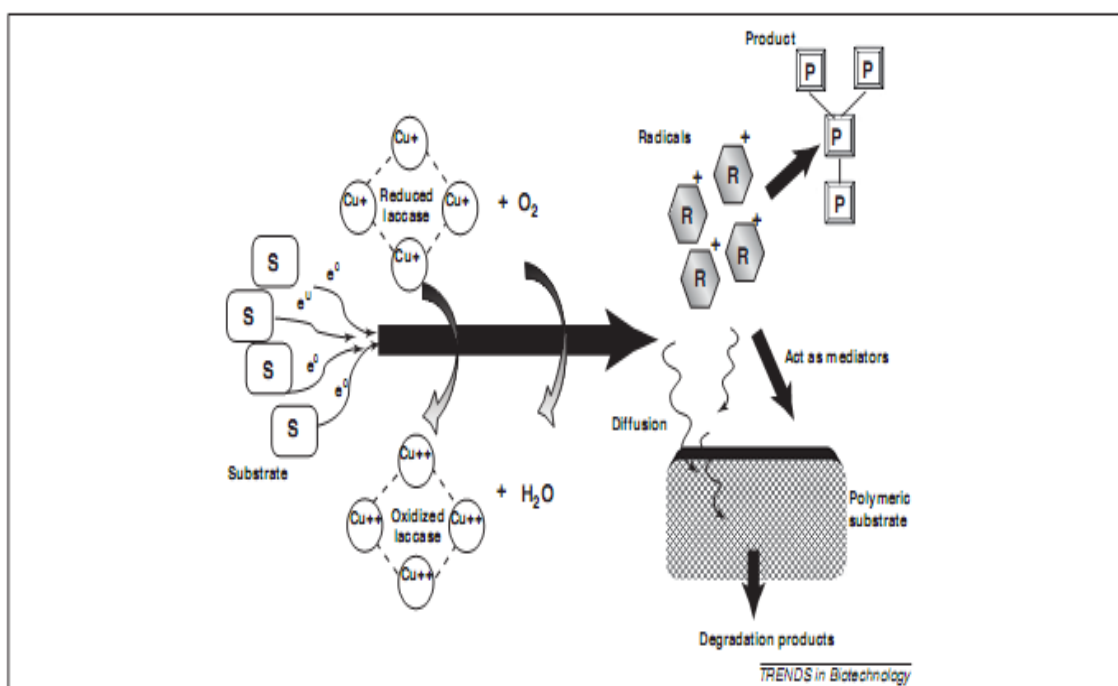 Product
P
P
P
P
Radicals
+
R
+
R
+
R
+
R
Cu+
Cu+
Cu+
Cu+
Reduced
laccase
+ O2
S
S
S
S
e0
eU
e0
e0
Substrate
Act as mediators
Diffusion
Cu++
Cu++
Cu++
Cu++
Oxidized
laccase
+ H2O
Polymeric
substrate
Degradation products
TRENDS in Biotechnology